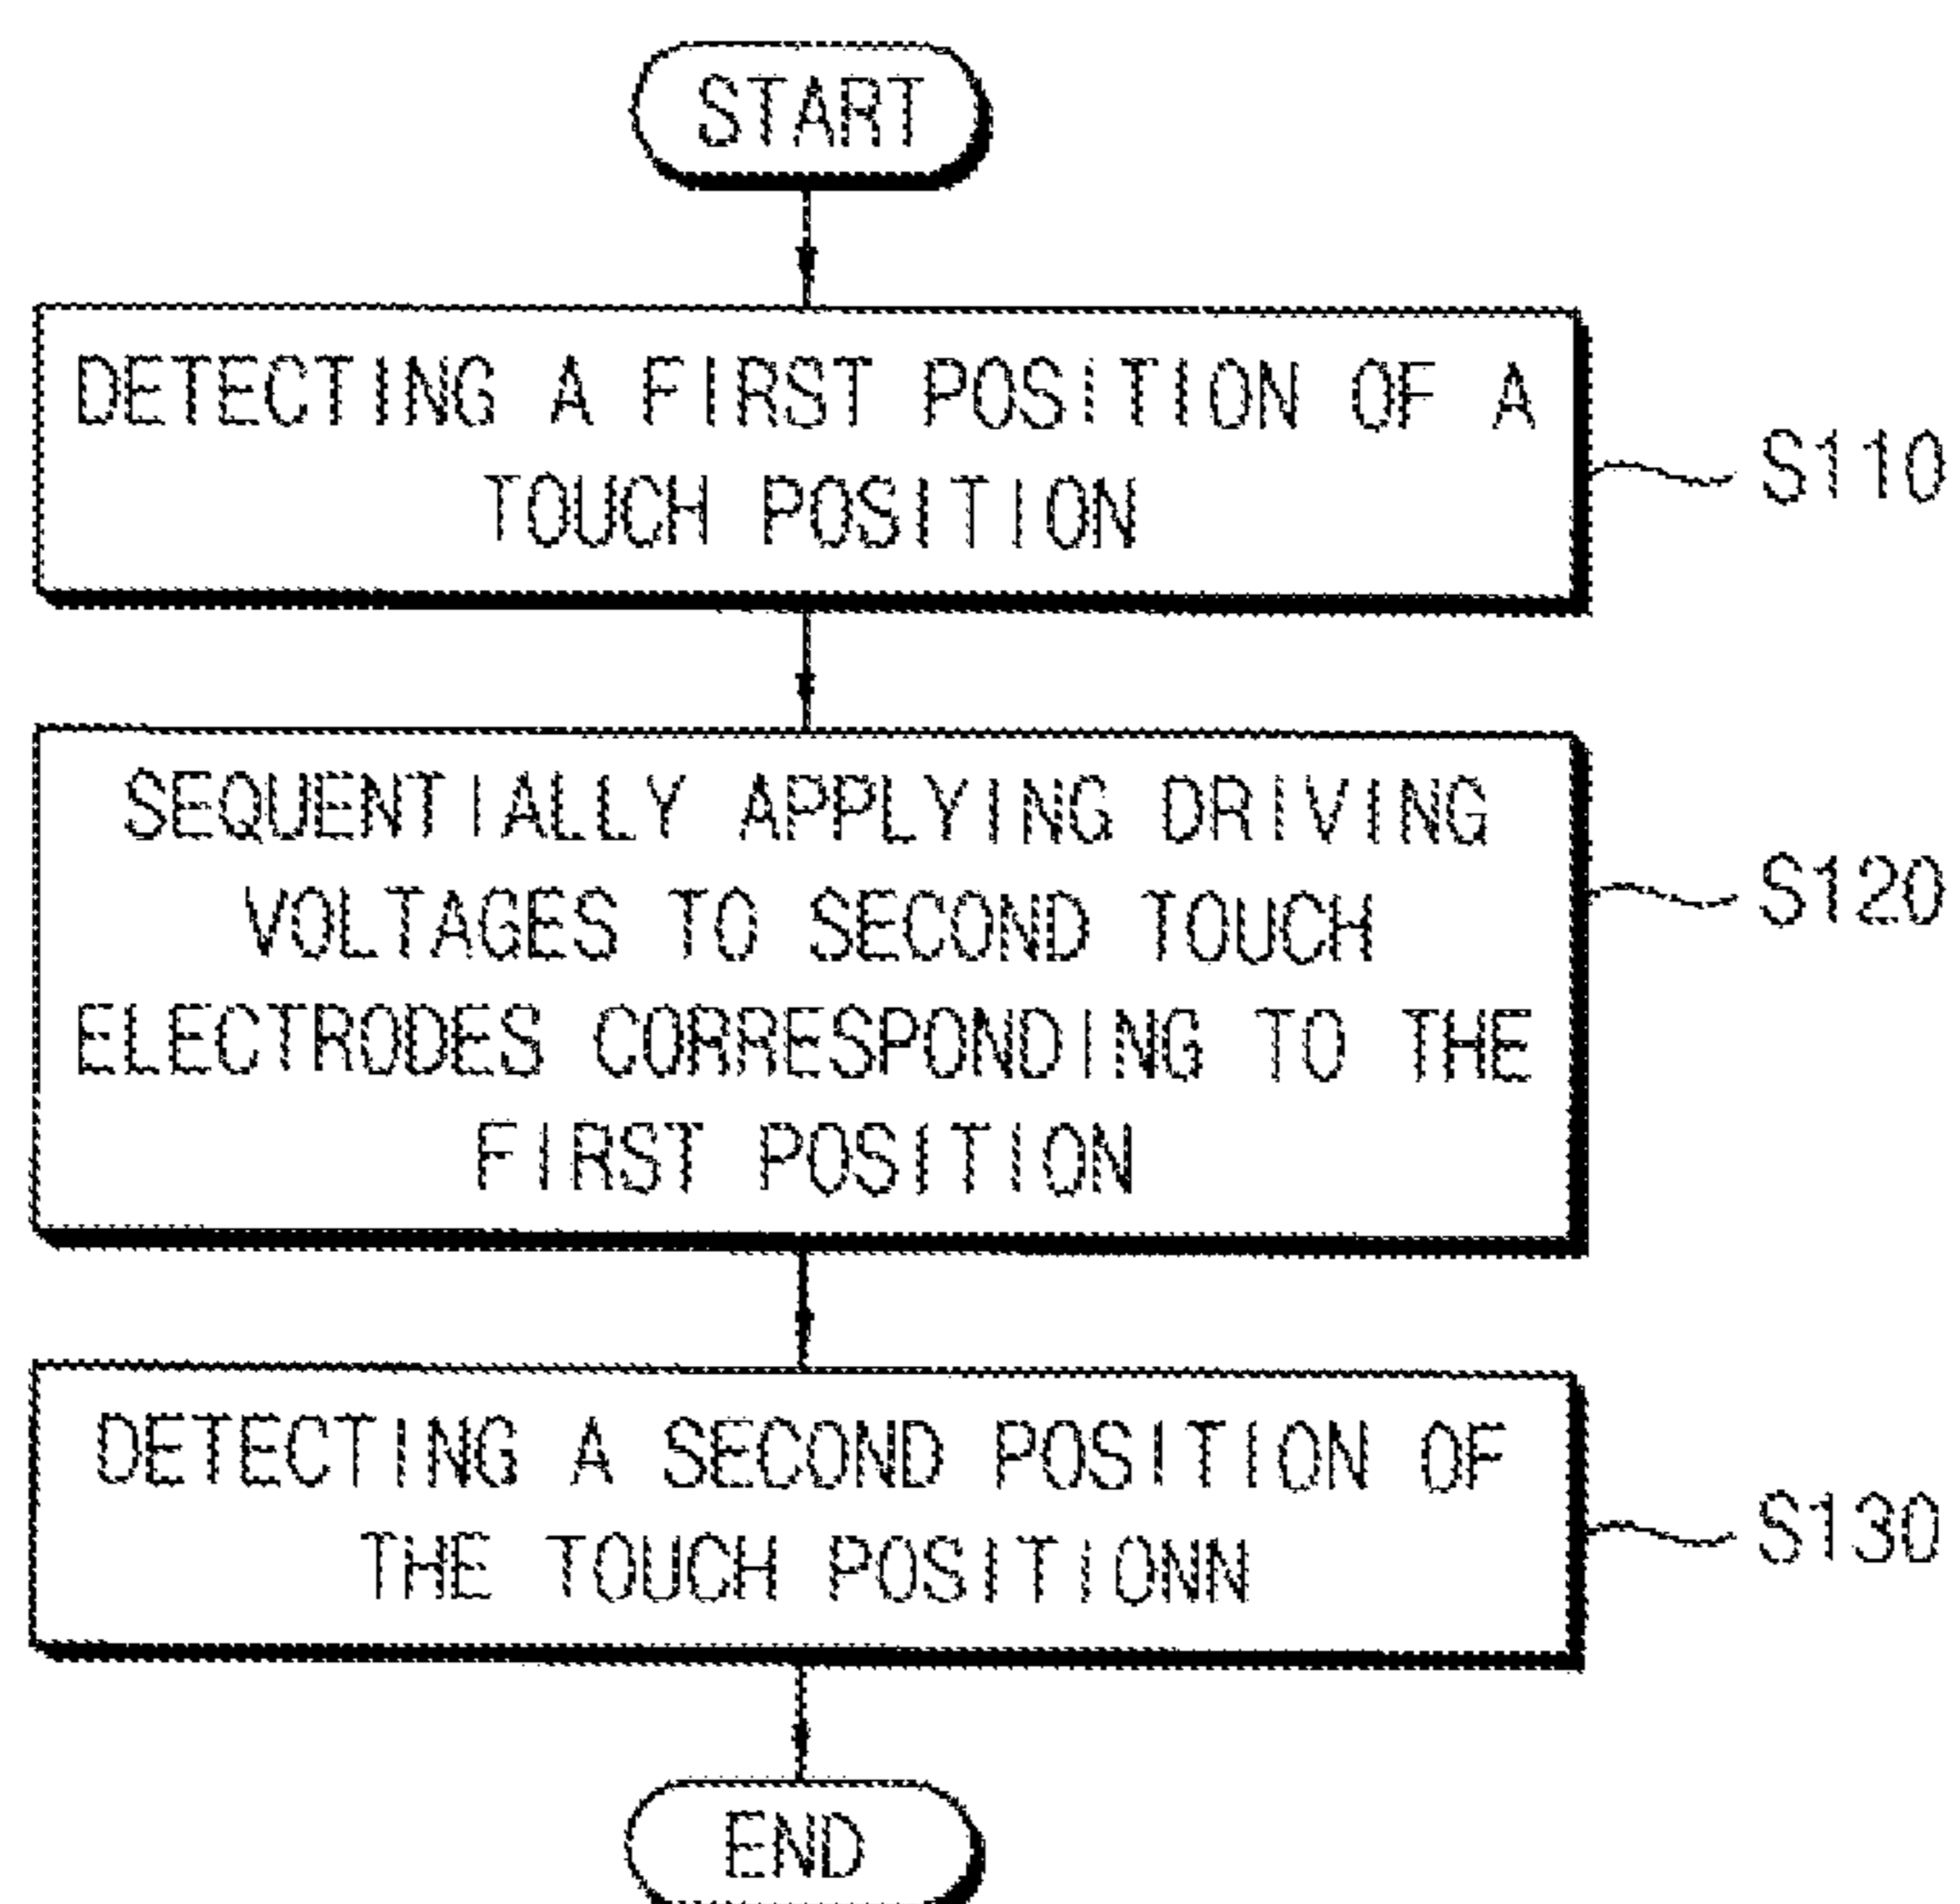 START
DETECTING A FIRST POSITION OF A
TOUCH POSITION
S110
SEQUENTIALLY APPLYING DRIVING
VOLTAGES TO SECOND TOUCH
ELECTRODES CORRESPONDING TO THE
FIRST POSITION
S120
DETECTING A SECOND POSITION OF
THE TOUCH POSITIONN
S130
END